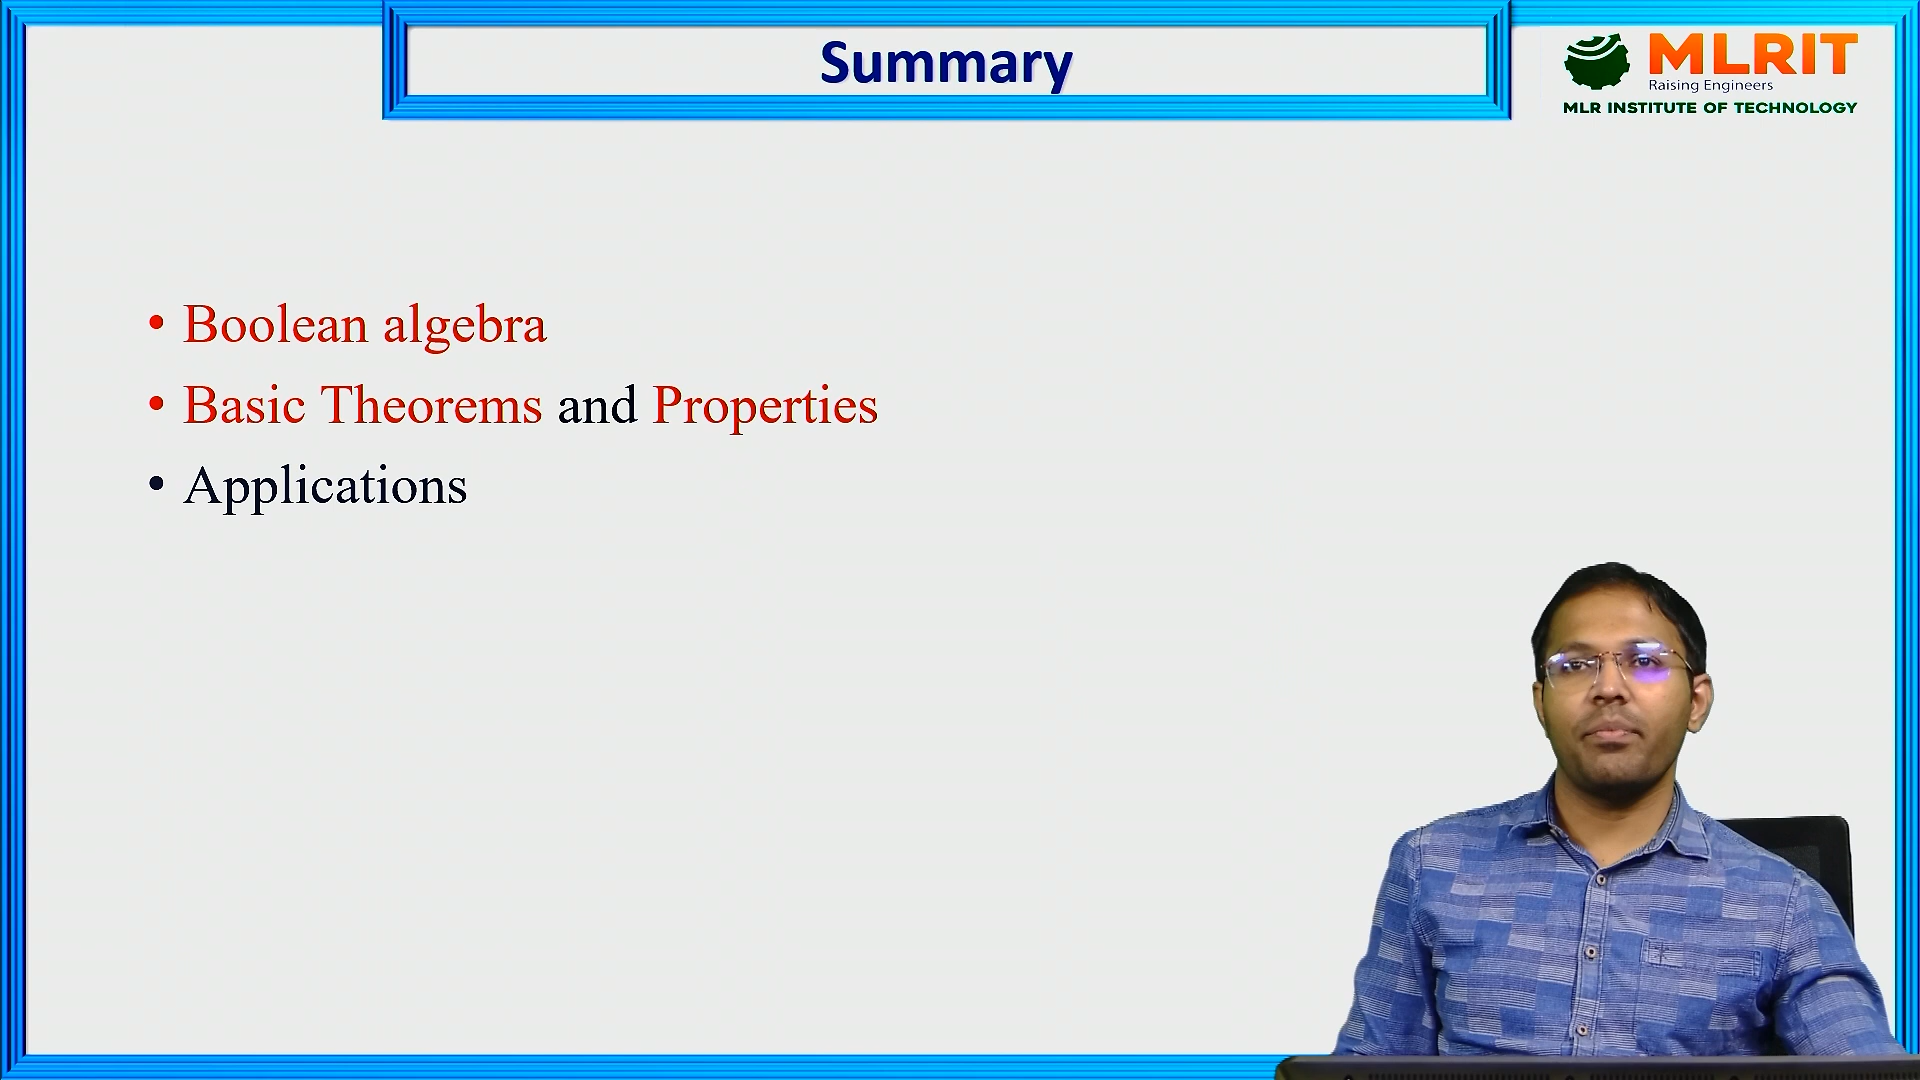 Summary
MLRIT
Raising Engineers
MLR INSTITUTE OF TECHNOLOGY
• Boolean algebra
• Basic Theorems and Properties
• Applications